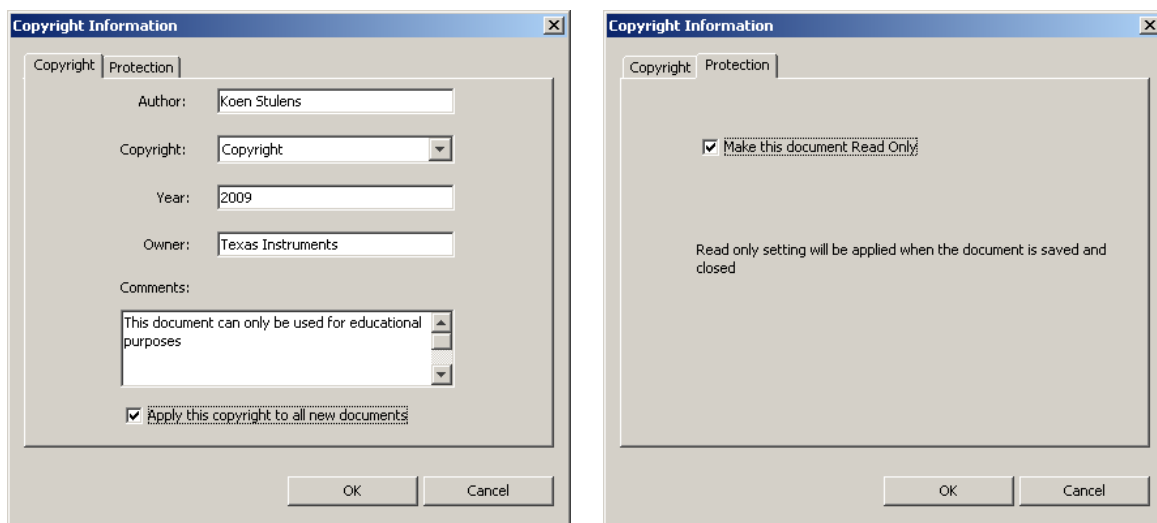 Copyright Information
Copyright
Protection
Author:
Koen Stulens
Copyright:
Copyright
Year:
2009
Owner:
Texas Instruments
Comments:
This document can only be used for educational
purposes
Apply this copyright to all new documents
OK
Cancel
Copyright Information
Copyright
Protection
Make this document Read Only
Read only setting will be applied when the document is saved and
closed
OK
Cancel